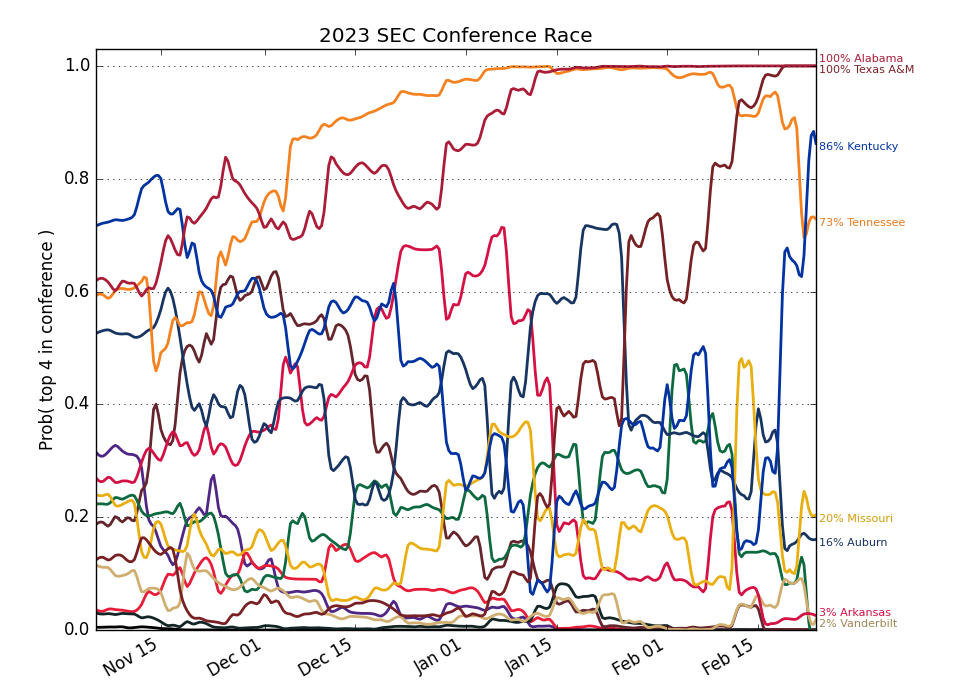 2023 SEC Conference Race
Prob( top 4 in conference )
1.0
0.8
0.6
0.4
0.2
0.0
Nov 15
Dec 01
Dec 15
Jan 01
Jan 15
Feb 01
Feb 15
100% Alabama
100% Texas A&M
86% Kentucky
73% Tennessee
20% Missouri
16% Auburn
3% Arkansas
2% Vanderbilt